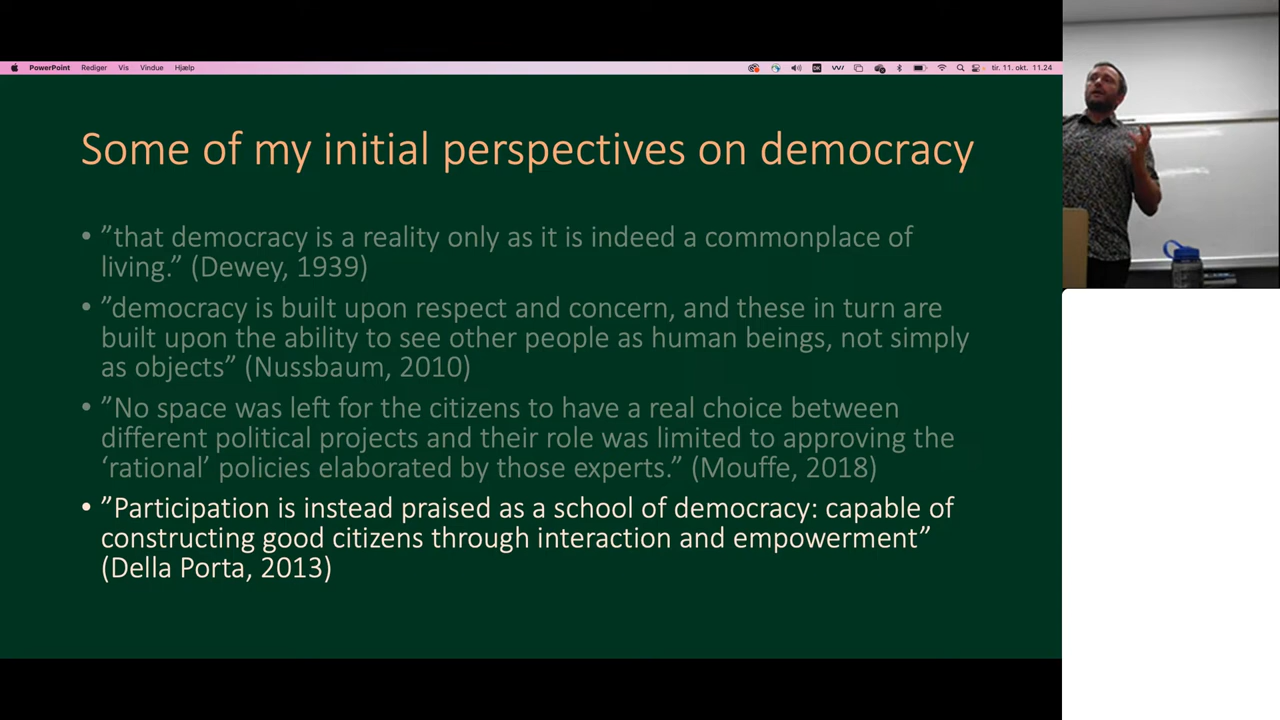 PowerPoint Rediger Vis Vindue Hjælp
DK
tir. 11. okt. 11.24
Some of my initial perspectives on democracy
• ”that democracy is a reality only as it is indeed a commonplace of
living.” (Dewey, 1939)
• ”democracy is built upon respect and concern, and these in turn are
built upon the ability to see other people as human beings, not simply
as objects” (Nussbaum, 2010)
• ”No space was left for the citizens to have a real choice between
different political projects and their role was limited to approving the
‘rational’ policies elaborated by those experts.” (Mouffe, 2018)
• ”Participation is instead praised as a school of democracy: capable of
constructing good citizens through interaction and empowerment”
(Della Porta, 2013)